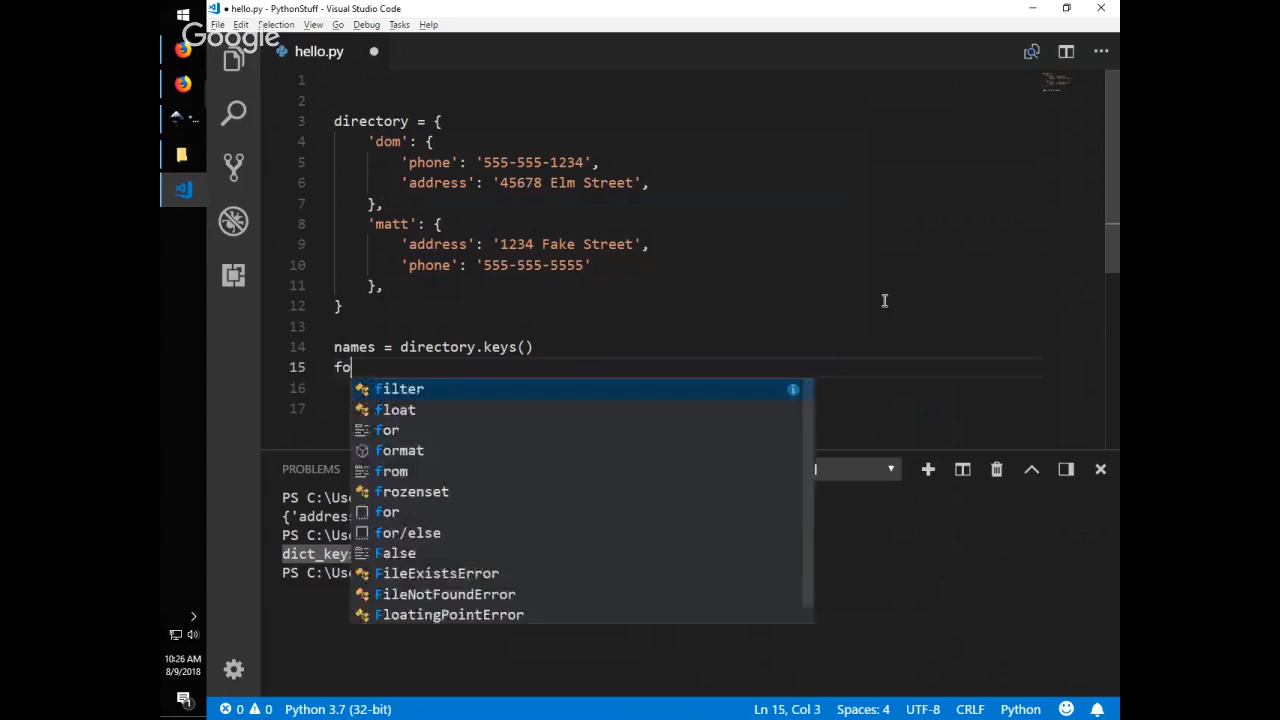 ● hello.py - PythonStuff - Visual Studio Code
File Edit Selection View Go Debug Tasks Help
Google
hello.py
1
2
3 directory = {
4 'dom': {
5 'phone': '555-555-1234',
6 'address': '45678 Elm Street',
7 },
8 'matt': {
9 'address': '1234 Fake Street',
10 'phone': '555-555-5555'
11 },
12 }
13
14 names = directory.keys()
15 fo
16
17
filter
float
for
format
from
frozenset
for
for/else
False
FileExistsError
FileNotFoundError
FloatingPointError
PROBLEMS
PS C:\Use
{'addres
PS C:\Use
dict_key
PS C:\Use
10:26 AM
8/9/2018
0 0 Python 3.7 (32-bit) Ln 15, Col 3 Spaces: 4 UTF-8 CRLF Python